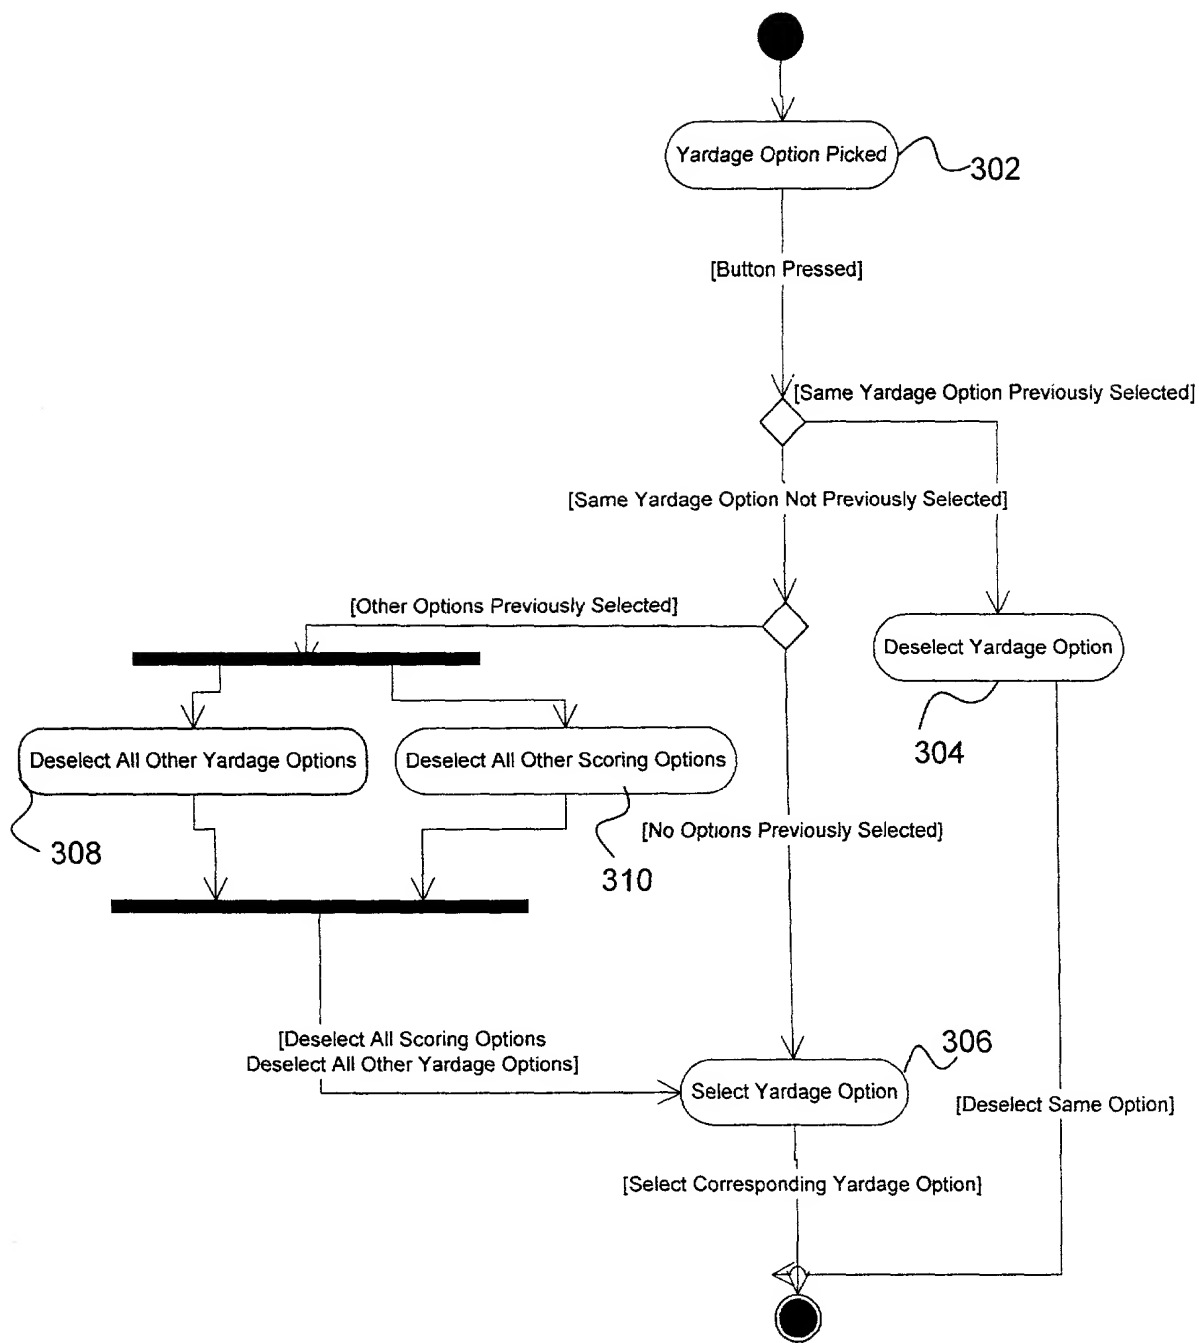 Yardage Option Picked
302
[Button Pressed]
[Same Yardage Option Previously Selected]
[Same Yardage Option Not Previously Selected]
[Other Options Previously Selected]
Deselect Yardage Option
304
Deselect All Other Yardage Options
Deselect All Other Scoring Options
308
310
[No Options Previously Selected]
[Deselect All Scoring Options
Deselect All Other Yardage Options]
306
Select Yardage Option
[Deselect Same Option]
[Select Corresponding Yardage Option]